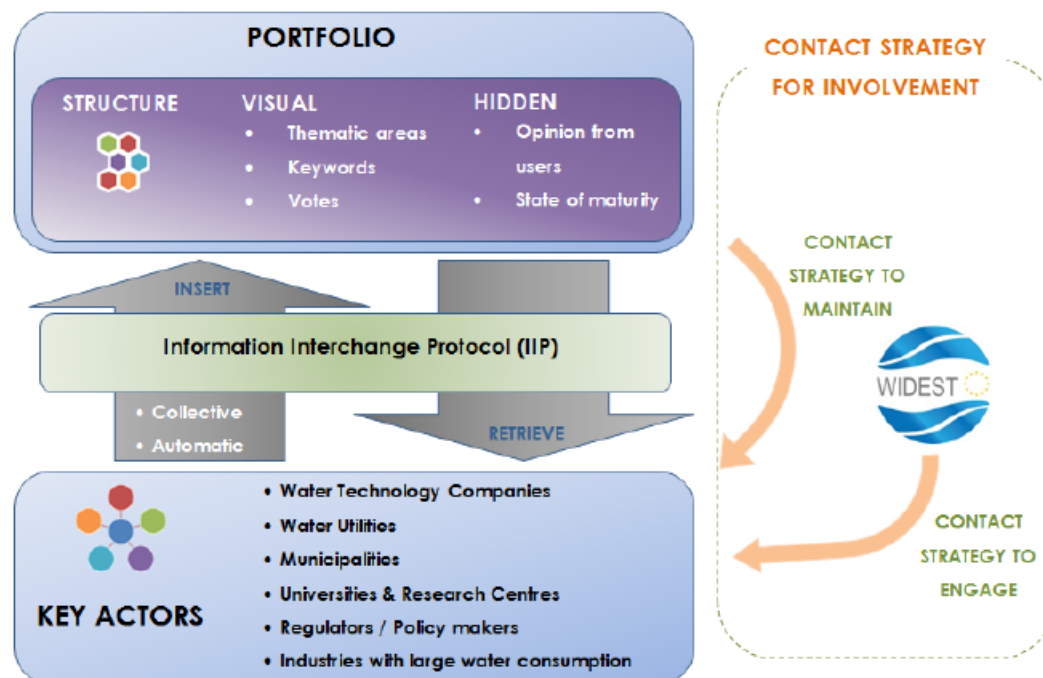 PORTFOLIO
STRUCTURE
VISUAL
• Thematic areas
• Keywords
• Votes
HIDDEN
• Opinion from
users
• State of maturity
INSERT
Information Interchange Protocol (IIP)
• Collective
• Automatic
RETRIEVE
KEY ACTORS
• Water Technology Companies
• Water Utilities
• Municipalities
• Universities & Research Centres
• Regulators / Policy makers
• Industries with large water consumption
CONTACT STRATEGY
FOR INVOLVEMENT
CONTACT
STRATEGY TO
MAINTAIN
WIDEST
CONTACT
STRATEGY TO
ENGAGE